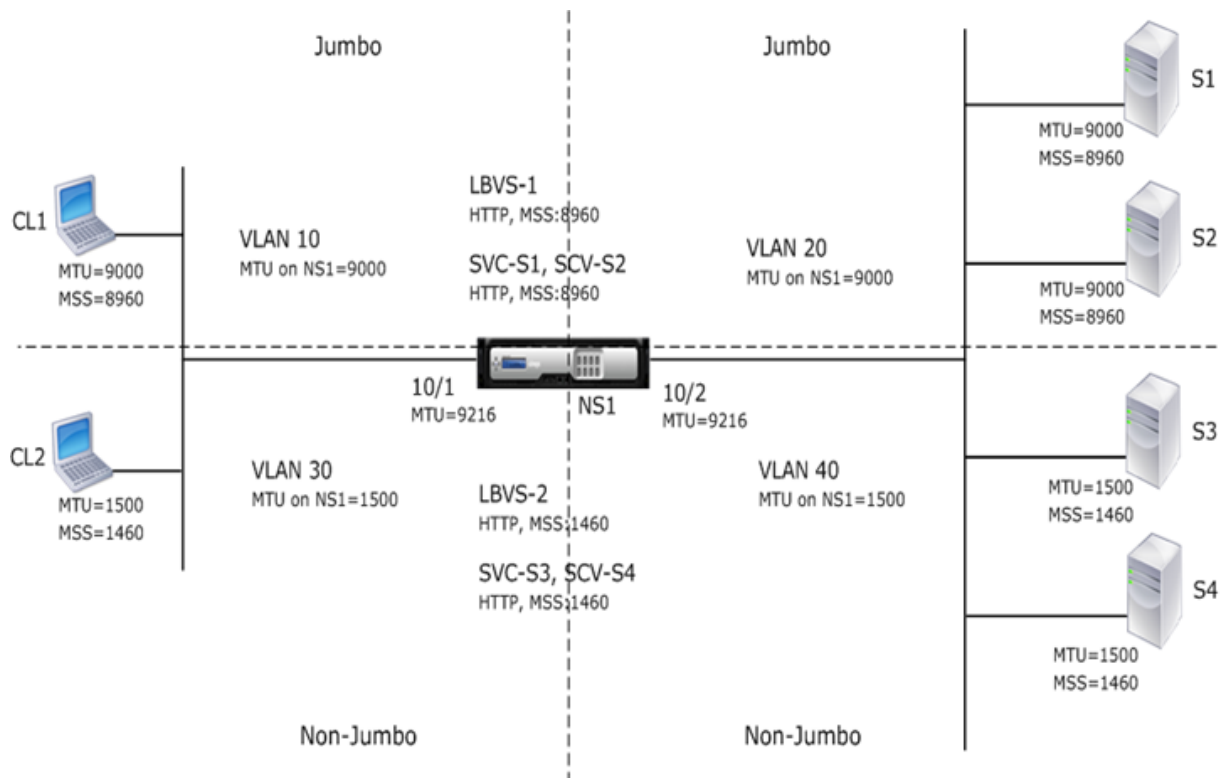 Jumbo
Jumbo
S1
MTU=9000
MSS=8960
LBVS-1
HTTP, MSS:8960
CL1
VLAN 10
MTU on NS1=9000
SVC-S1, SCV-S2
HTTP, MSS:8960
VLAN 20
MTU on NS1=9000
S2
MTU=9000
MSS=8960
MTU=9000
MSS=8960
10/1
MTU=9216
NS1
10/2
MTU=9216
S3
CL2
VLAN 30
MTU on NS1=1500
VLAN 40
MTU on NS1=1500
MTU=1500
MSS=1460
LBVS-2
HTTP, MSS:1460
MTU=1500
MSS=1460
SVC-S3, SCV-S4
HTTP, MSS:1460
S4
MTU=1500
MSS=1460
Non-Jumbo
Non-Jumbo